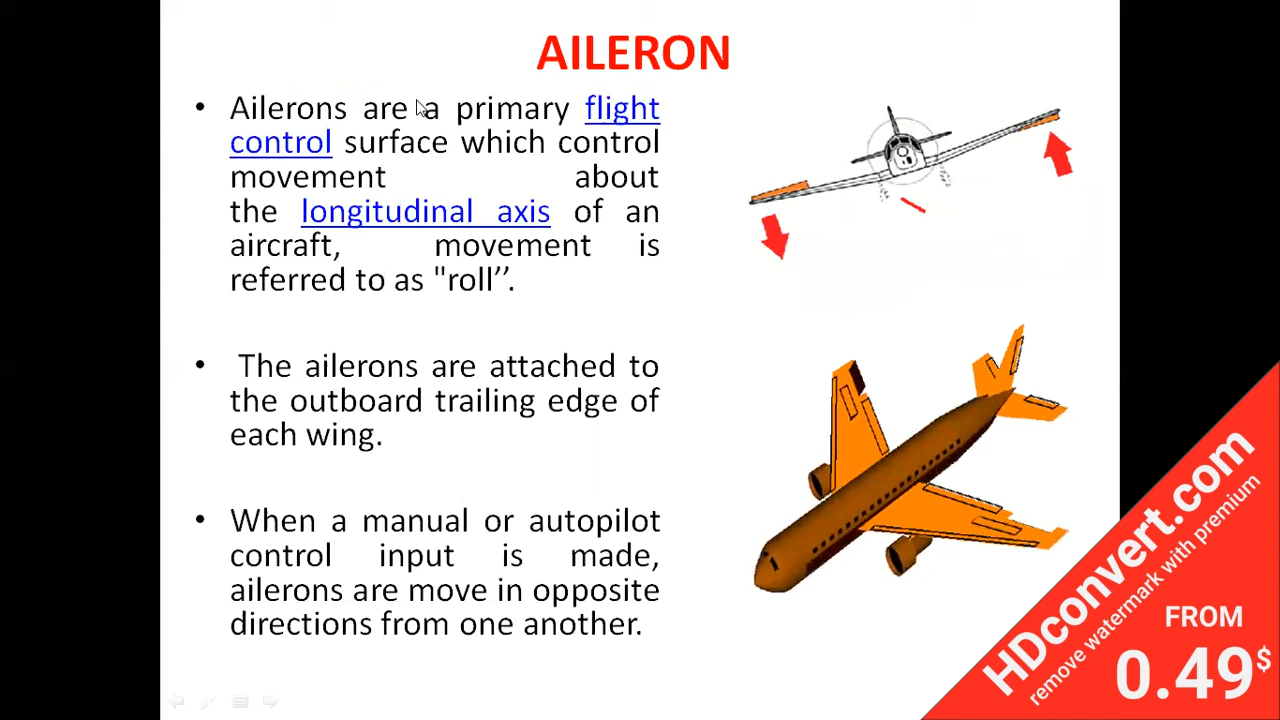 AILERON
• Ailerons are a primary flight
control surface which control
movement about
the longitudinal axis of an
aircraft, movement is
referred to as "roll’’.
• The ailerons are attached to
the outboard trailing edge of
each wing.
• When a manual or autopilot
control input is made,
ailerons are move in opposite
directions from one another.
HDconvert.com
remove watermark with premium
FROM
0.49$